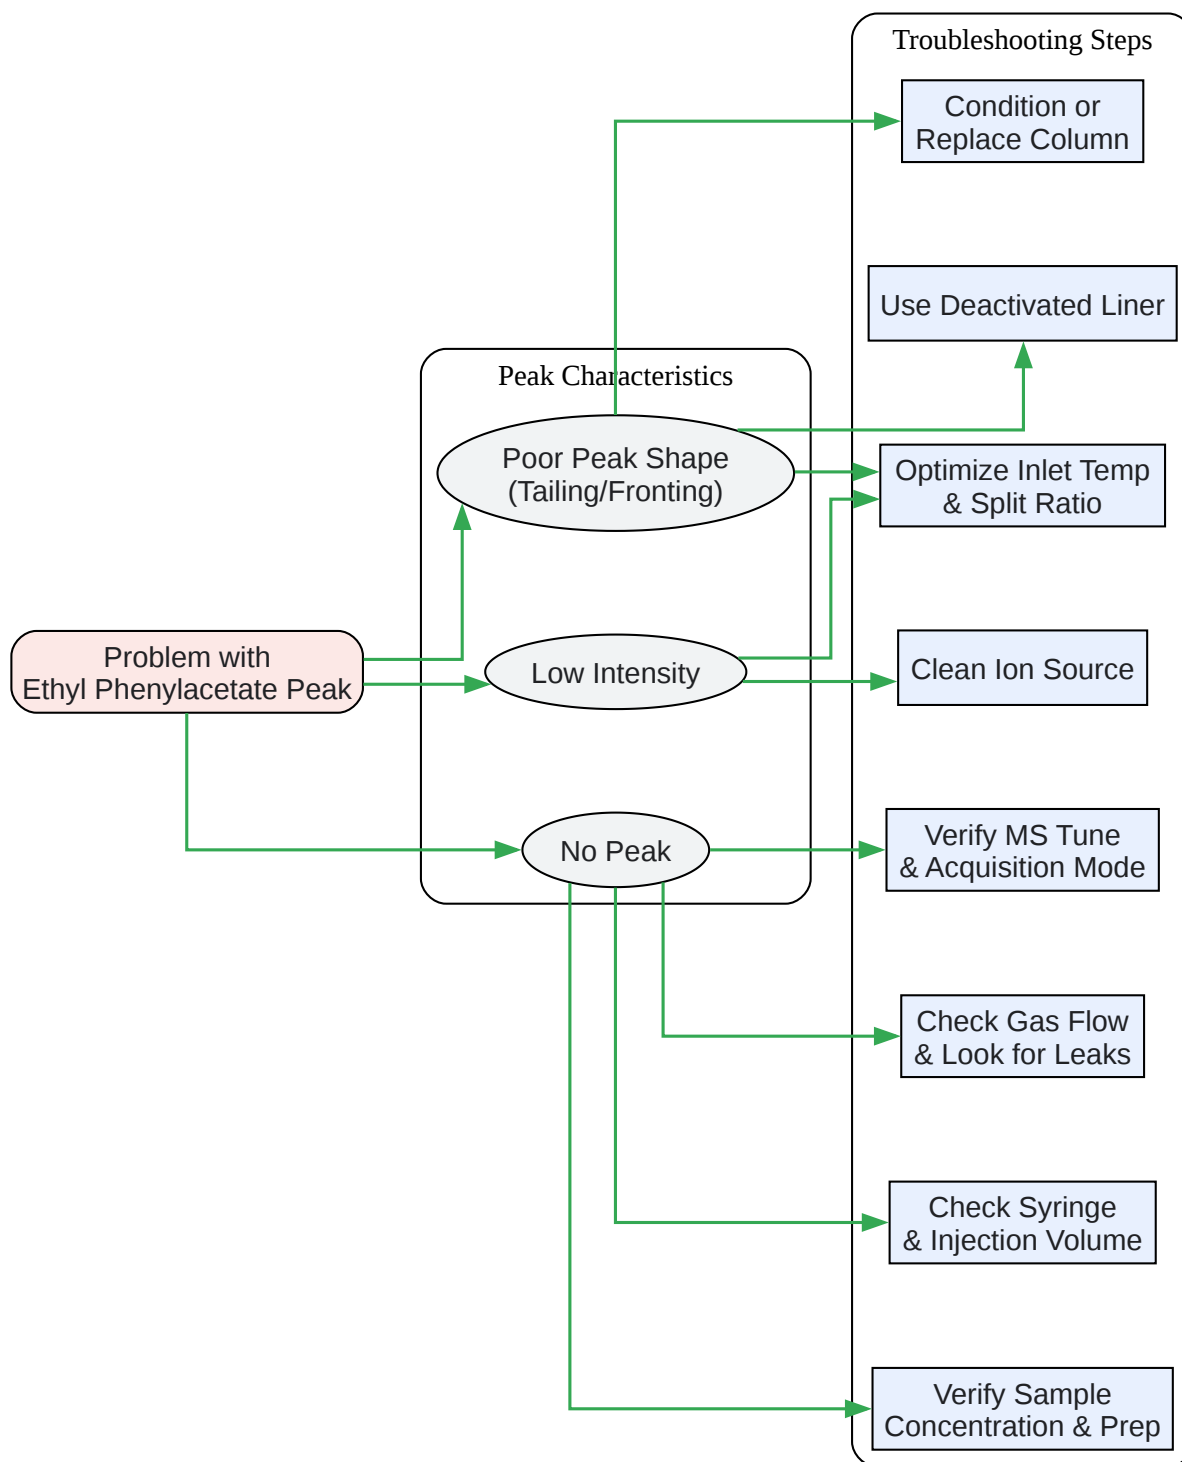 Troubleshooting Steps
Condition or
Replace Column
Use Deactivated Liner
Peak Characteristics
Poor Peak Shape
(Tailing/Fronting)
Optimize Inlet Temp
& Split Ratio
Problem with
Ethyl Phenylacetate Peak
Low Intensity
Clean Ion Source
No Peak
Verify MS Tune
& Acquisition Mode
Check Gas Flow
& Look for Leaks
Check Syringe
& Injection Volume
Verify Sample
Concentration & Prep